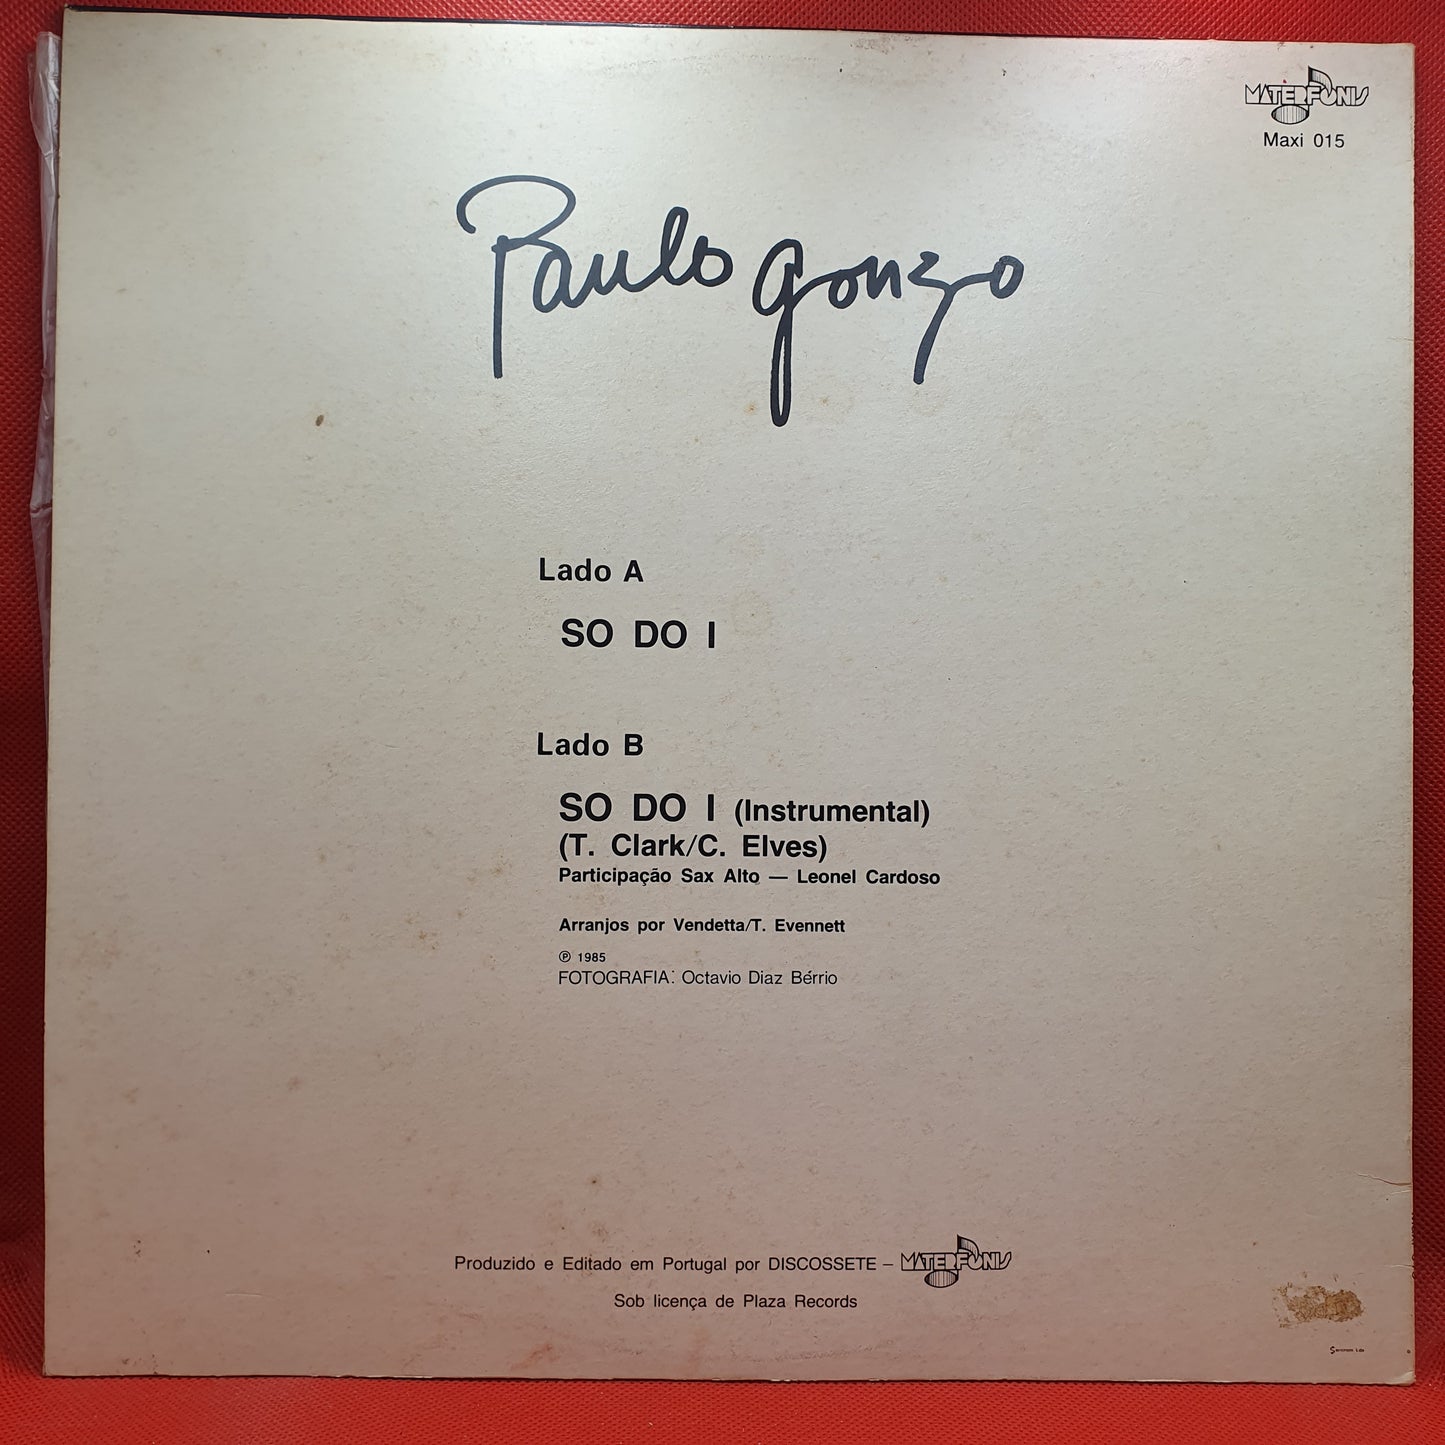 MATERFONIS
Maxi 015
Paulo gonzo
Lado A
SO DO I
Lado B
SO DO I (Instrumental)
(T. Clark/C. Elves)
Participação Sax Alto — Leonel Cardoso
Arranjos por Vendetta/T. Evennett
℗ 1985
FOTOGRAFIA: Octavio Diaz Bérrio
Produzido e Editado em Portugal por DISCOSSETE – MATERFONIS
Sob licença de Plaza Records